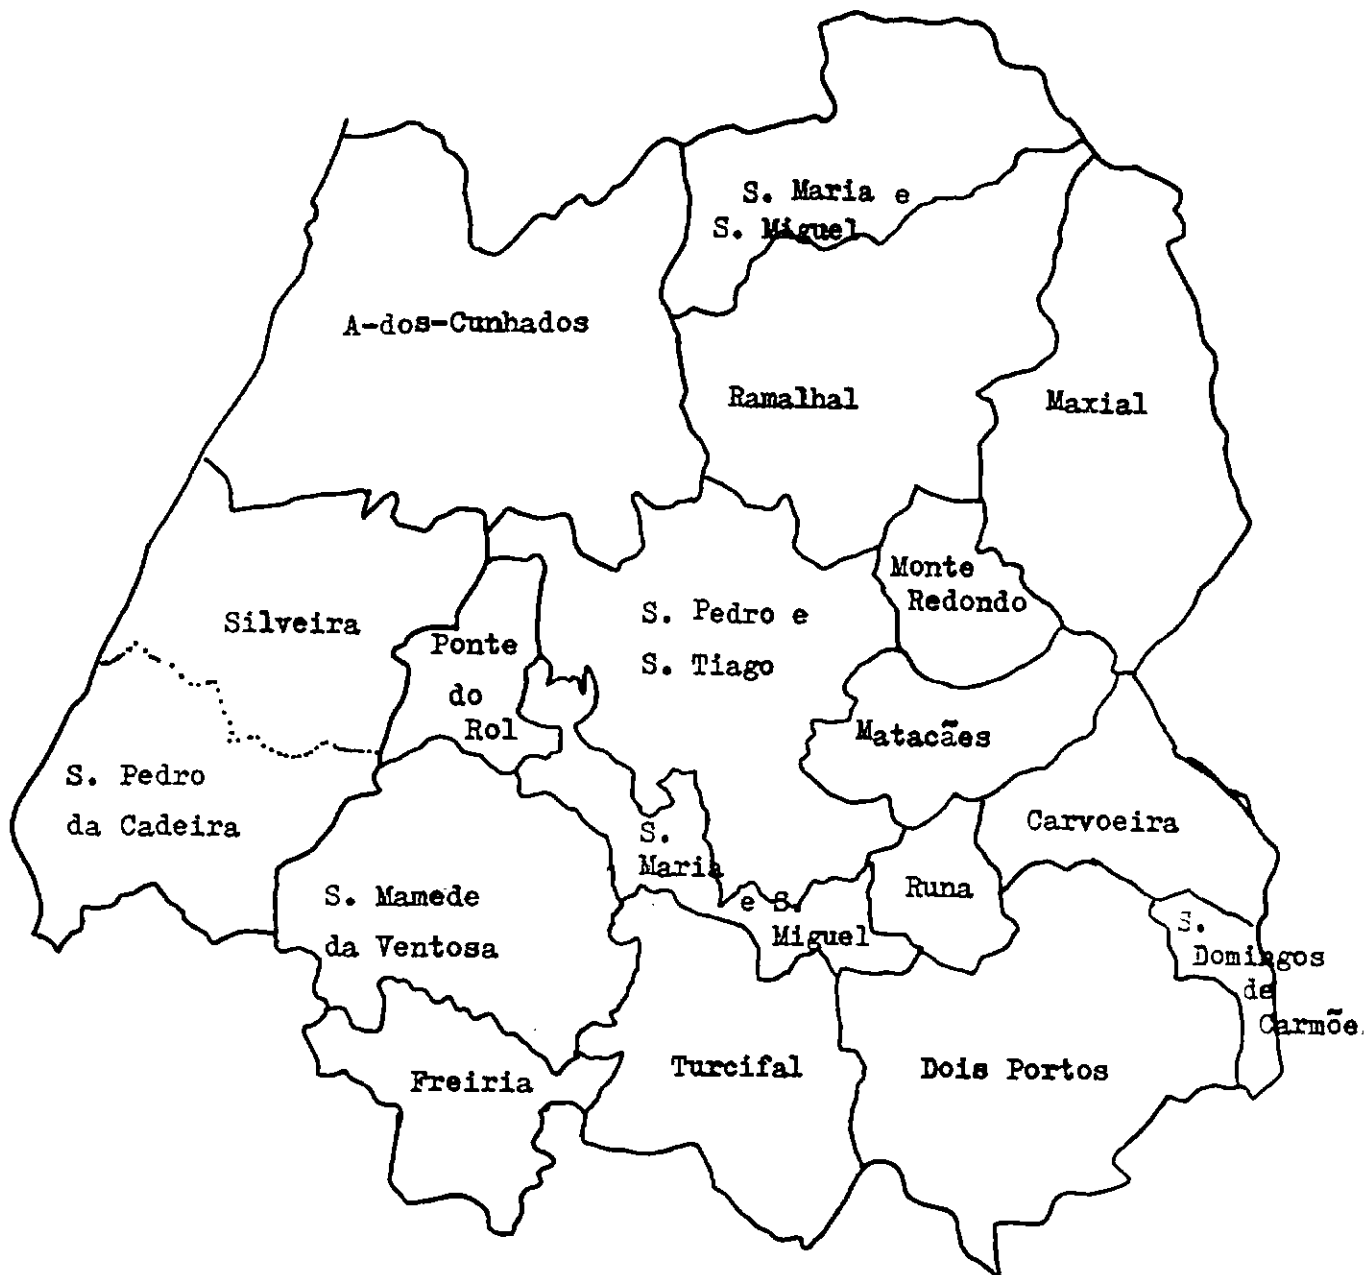 S. Maria e
S. Miguel
A-dos-Cunhados
Ramalhal
Maxial
Silveira
Ponte
do
Rol
S. Pedro e
S. Tiago
Monte
Redondo
Matacães
S. Pedro
da Cadeira
S.
Maria
e S.
Miguel
Runa
Carvoeira
S. Mamede
da Ventosa
S.
Domingos
de
Carmõe
Freiria
Turcifal
Dois Portos